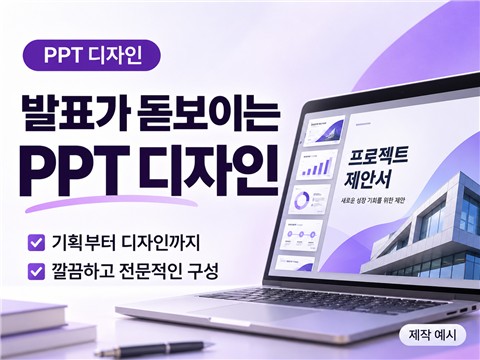 PPT 디자인
발표가 돋보이는
PPT 디자인
기획부터 디자인까지
깔끔하고 전문적인 구성
프로젝트
제안서
새로운 성장 기회를 위한 제안
제작 예시